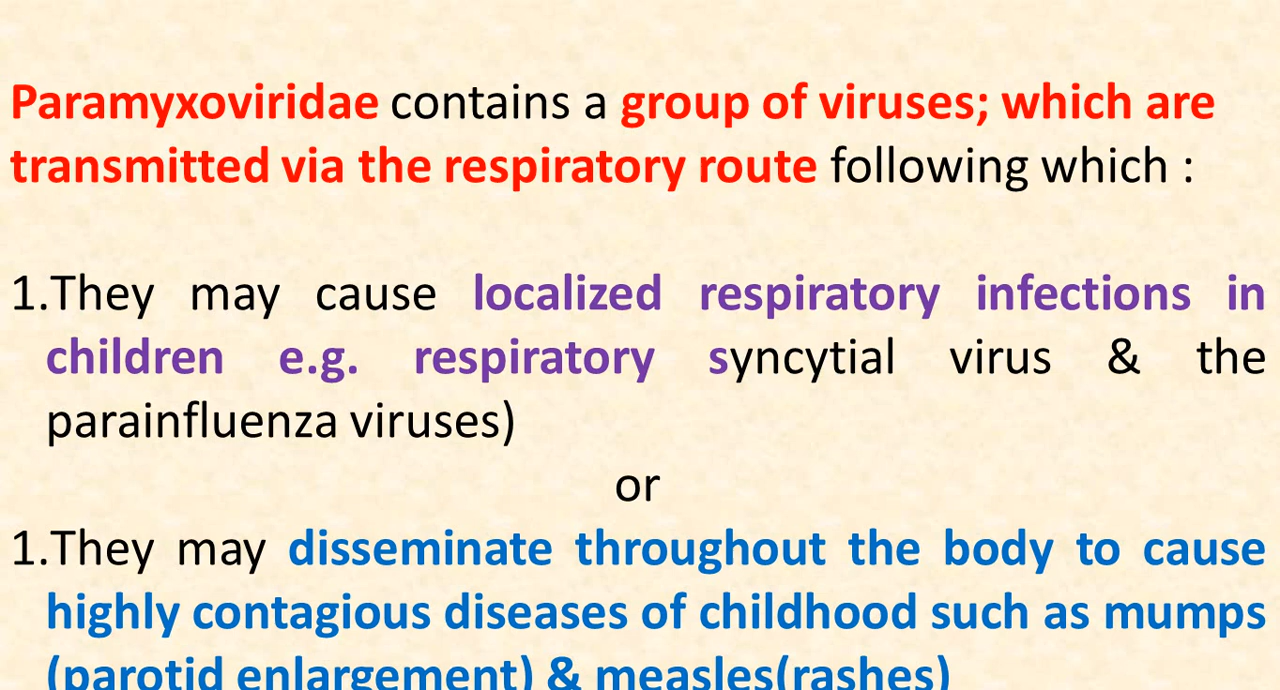 Paramyxoviridae contains a group of viruses; which are
transmitted via the respiratory route following which :
1.They may cause localized respiratory infections in
children e.g. respiratory syncytial virus & the
parainfluenza viruses)
or
1.They may disseminate throughout the body to cause
highly contagious diseases of childhood such as mumps
(parotid enlargement) & measles(rashes)